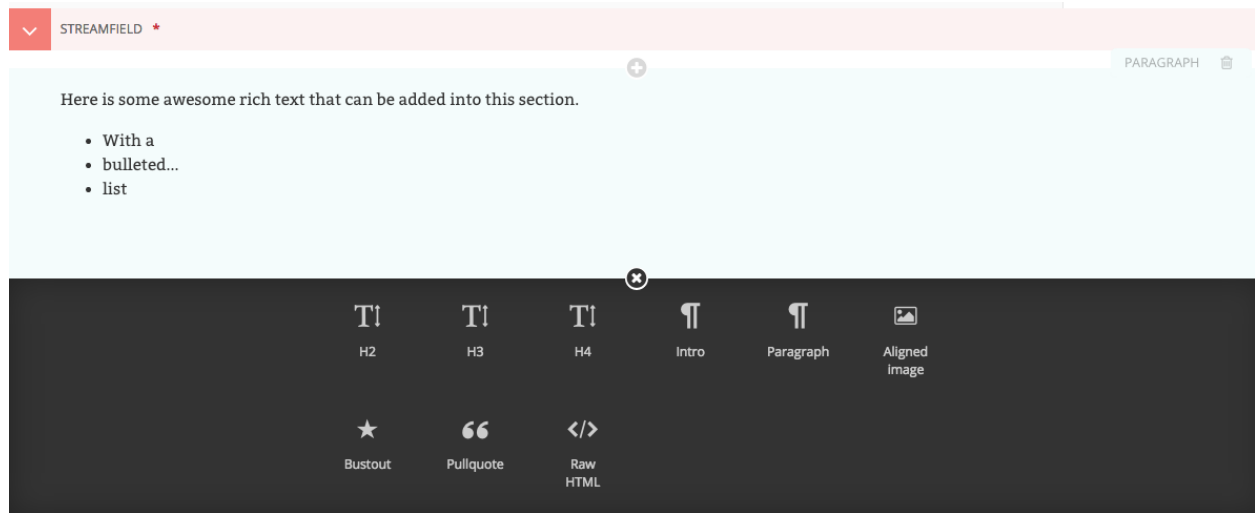 STREAMFIELD *
PARAGRAPH
Here is some awesome rich text that can be added into this section.
• With a
• bulleted...
• list
H2
H3
H4
Intro
Paragraph
Aligned
image
Bustout
Pullquote
Raw
HTML